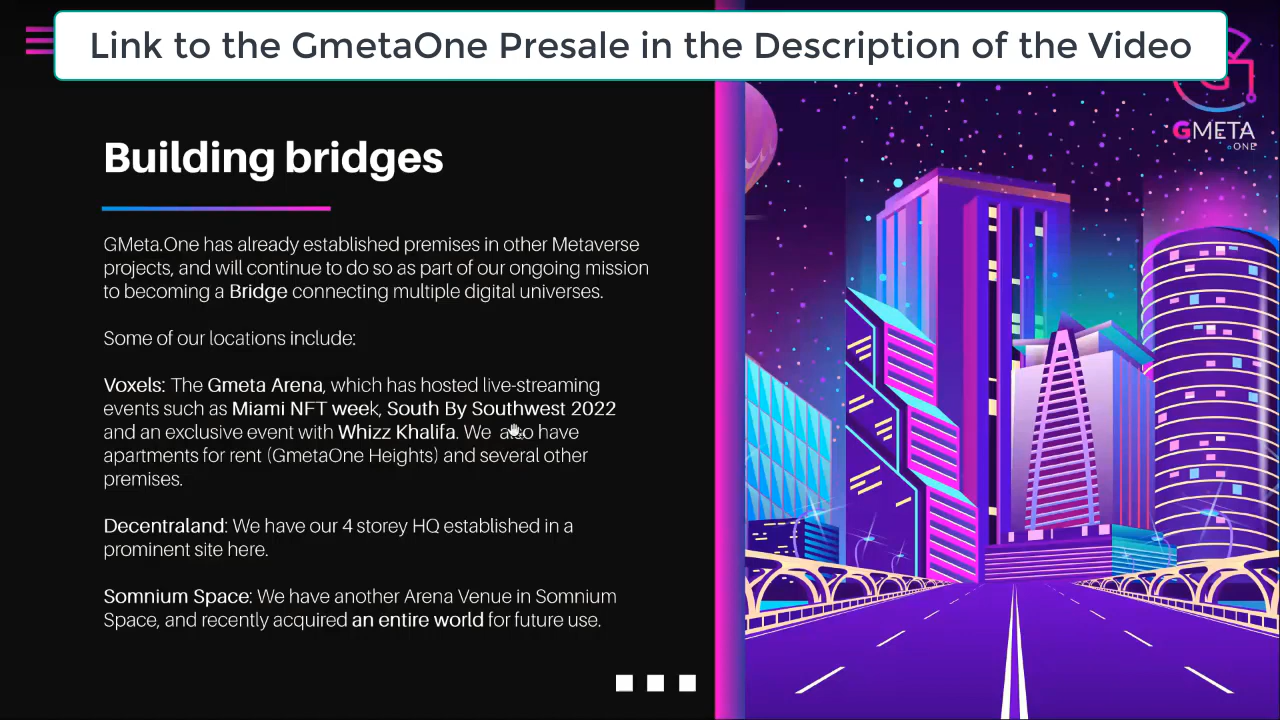 Link to the GmetaOne Presale in the Description of the Video
GMETA
ONE
Building bridges
GMeta.One has already established premises in other Metaverse
projects, and will continue to do so as part of our ongoing mission
to becoming a Bridge connecting multiple digital universes.
Some of our locations include:
Voxels: The Gmeta Arena, which has hosted live-streaming
events such as Miami NFT week, South By Southwest 2022
and an exclusive event with Whizz Khalifa. We also have
apartments for rent (GmetaOne Heights) and several other
premises.
Decentraland: We have our 4 storey HQ established in a
prominent site here.
Somnium Space: We have another Arena Venue in Somnium
Space, and recently acquired an entire world for future use.